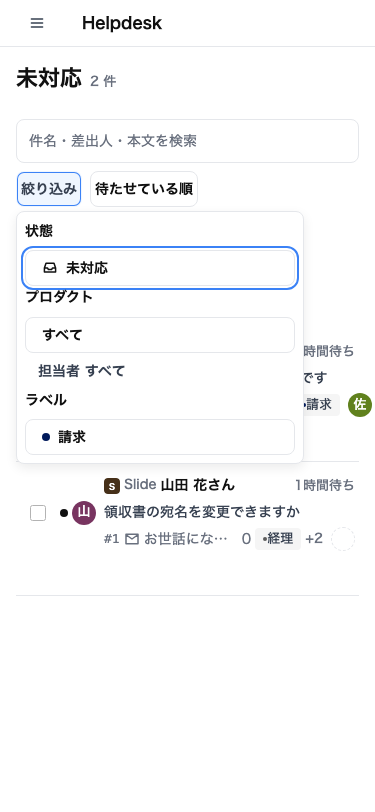 Helpdesk
未対応 2 件
件名・差出人・本文を検索
絞り込み 待たせている順
状態
未対応
プロダクト
すべて
時間待ち
担当者 すべて
です
ラベル
請求 佐
請求
S Slide 山田 花さん 1時間待ち
山 領収書の宛名を変更できますか
#1 お世話にな… 0 経理 +2